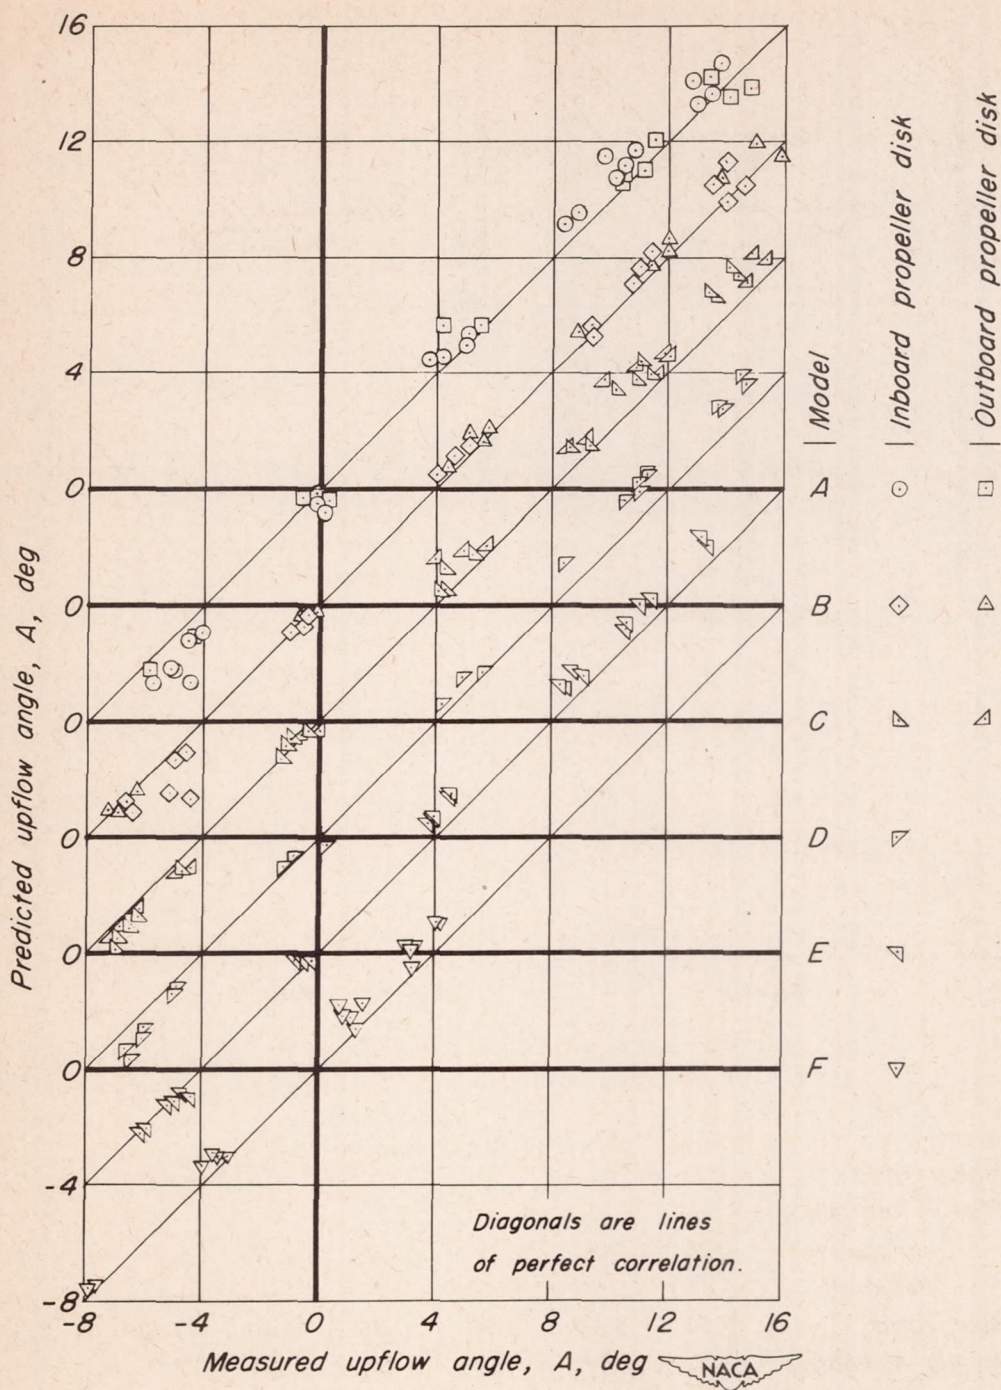 16
12
8
4
0
0
0
0
0
0
-4
-8
-8
-4
0
4
8
12
16
Predicted upflow angle, A, deg
Measured upflow angle, A, deg
NACA
Diagonals are lines
of perfect correlation.
Model
Inboard propeller disk
Outboard propeller disk
A
B
C
D
E
F